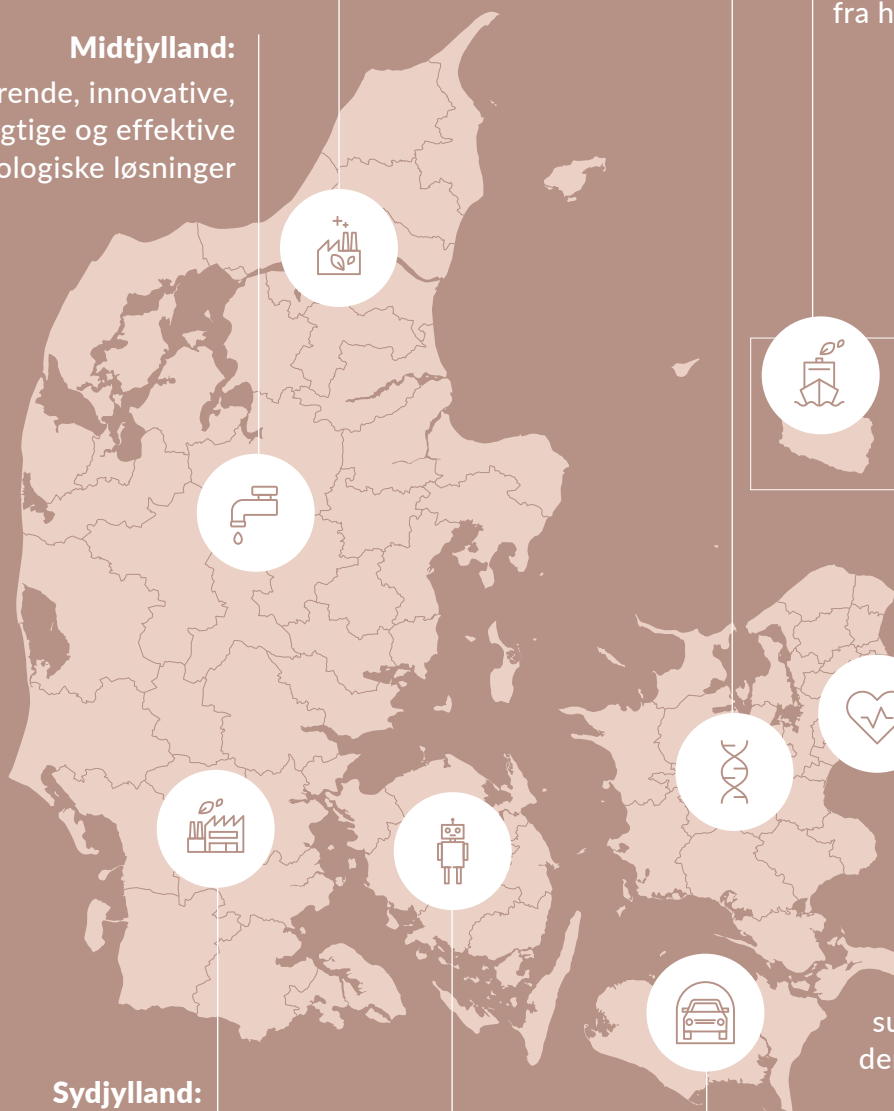 fra h
Midtjylland:
rende, innovative,
gtige og effektive
ologiske løsninger
su
de
Sydjylland: